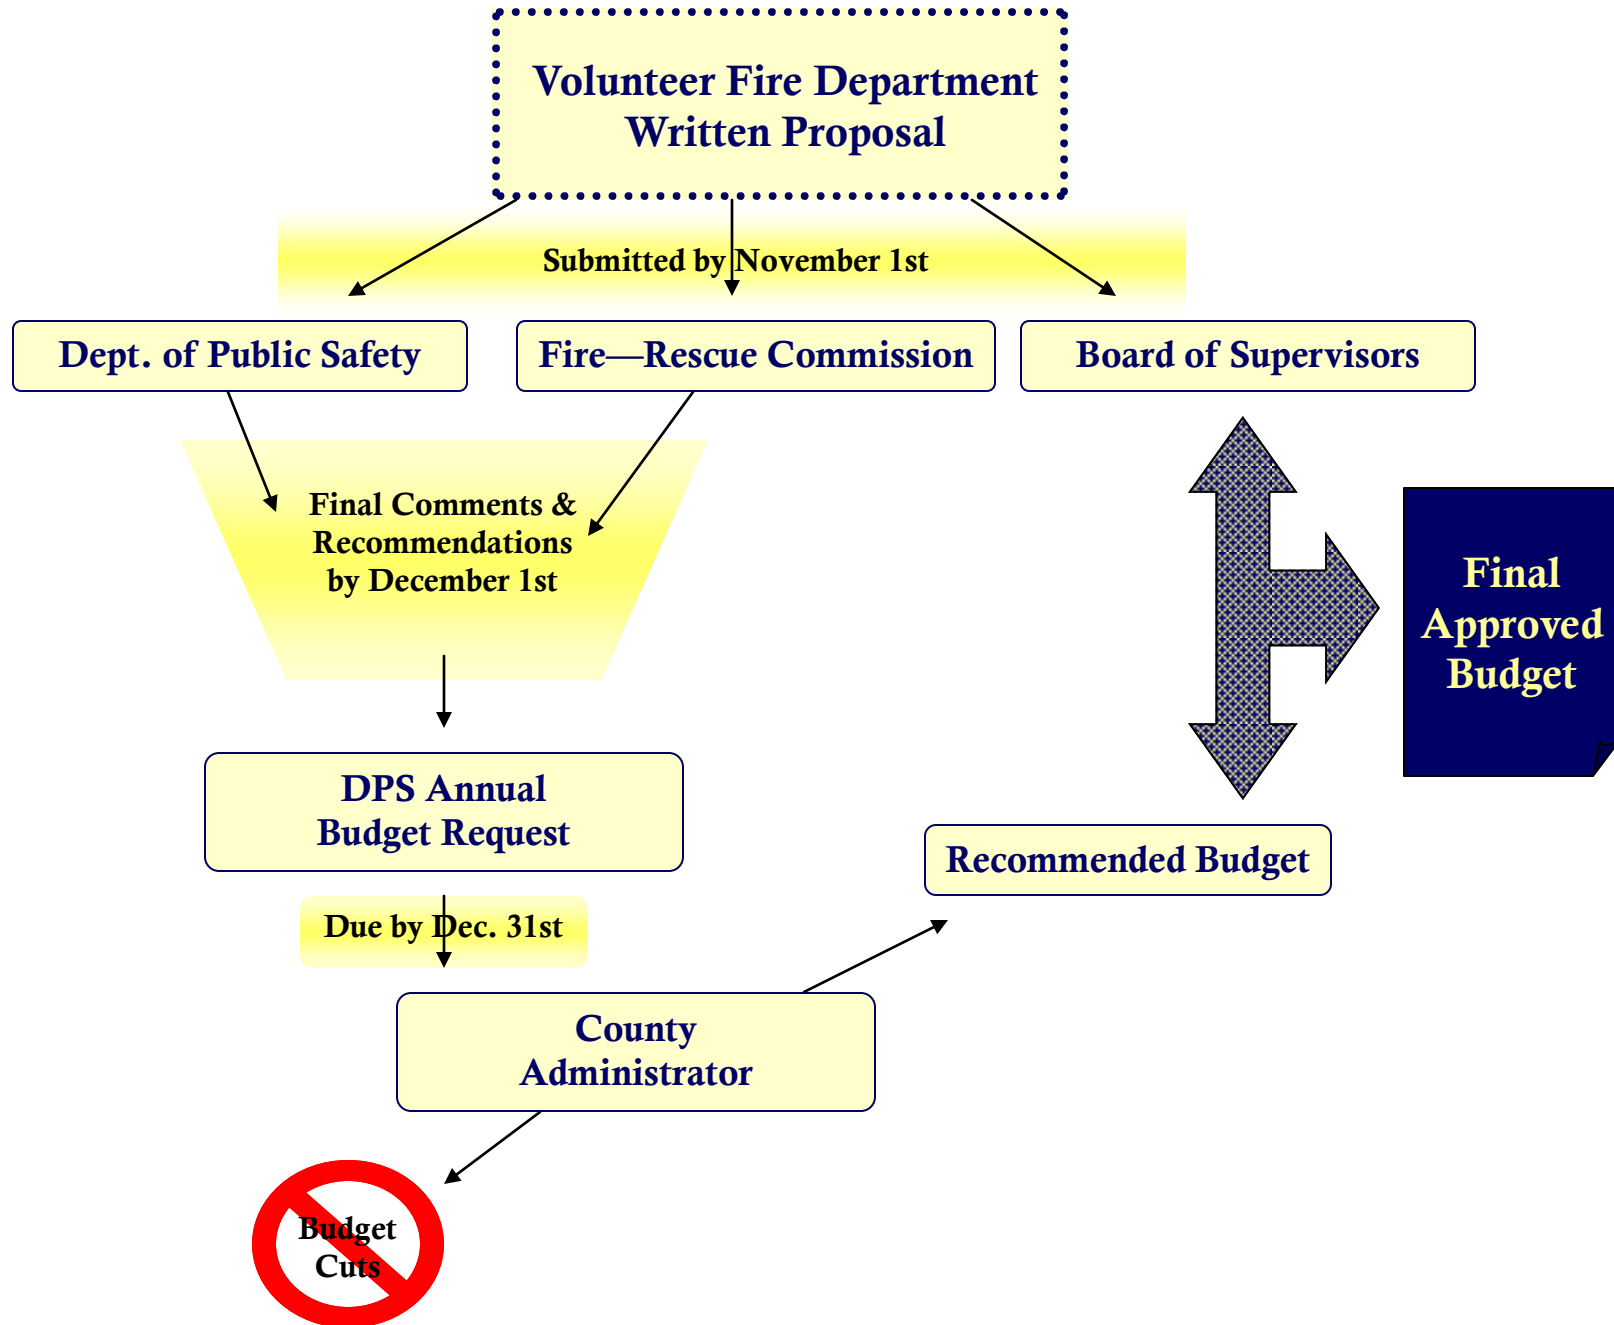 Volunteer Fire Department
Written Proposal
Submitted by November 1st
Dept. of Public Safety
Fire—Rescue Commission
Board of Supervisors
Final Comments &
Recommendations
by December 1st
Final
Approved
Budget
DPS Annual
Budget Request
Recommended Budget
Due by Dec. 31st
County
Administrator
Budget
Cuts